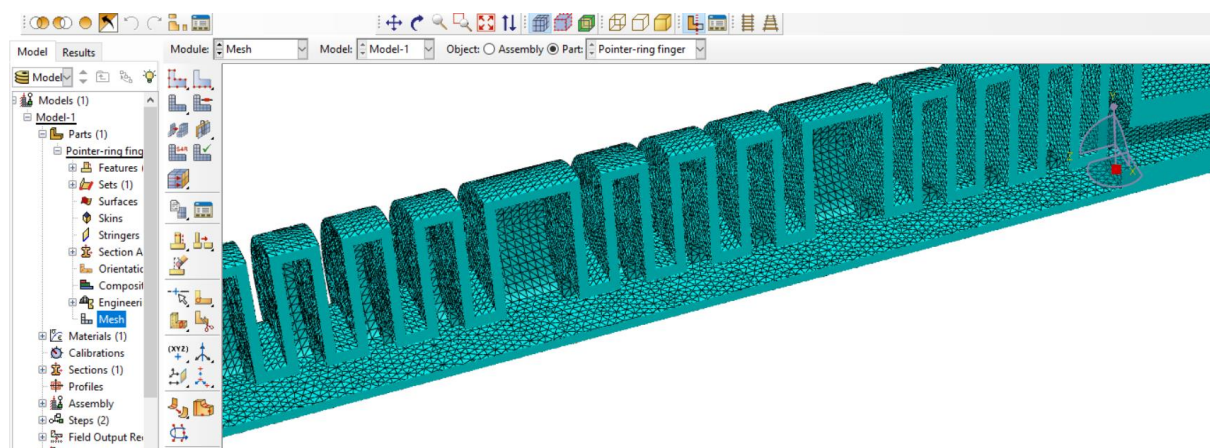 Module: Mesh Model: Model-1 Object: Assembly Part: Pointer-ring finger
Model Results
Model
Models (1)
Model-1
Parts (1)
Pointer-ring fing
Features (
Sets (1)
Surfaces
Skins
Stringers
Section A
Orientatic
Composit
Engineeri
Mesh
Materials (1)
Calibrations
Sections (1)
Profiles
Assembly
Steps (2)
Field Output Re
(XYZ)